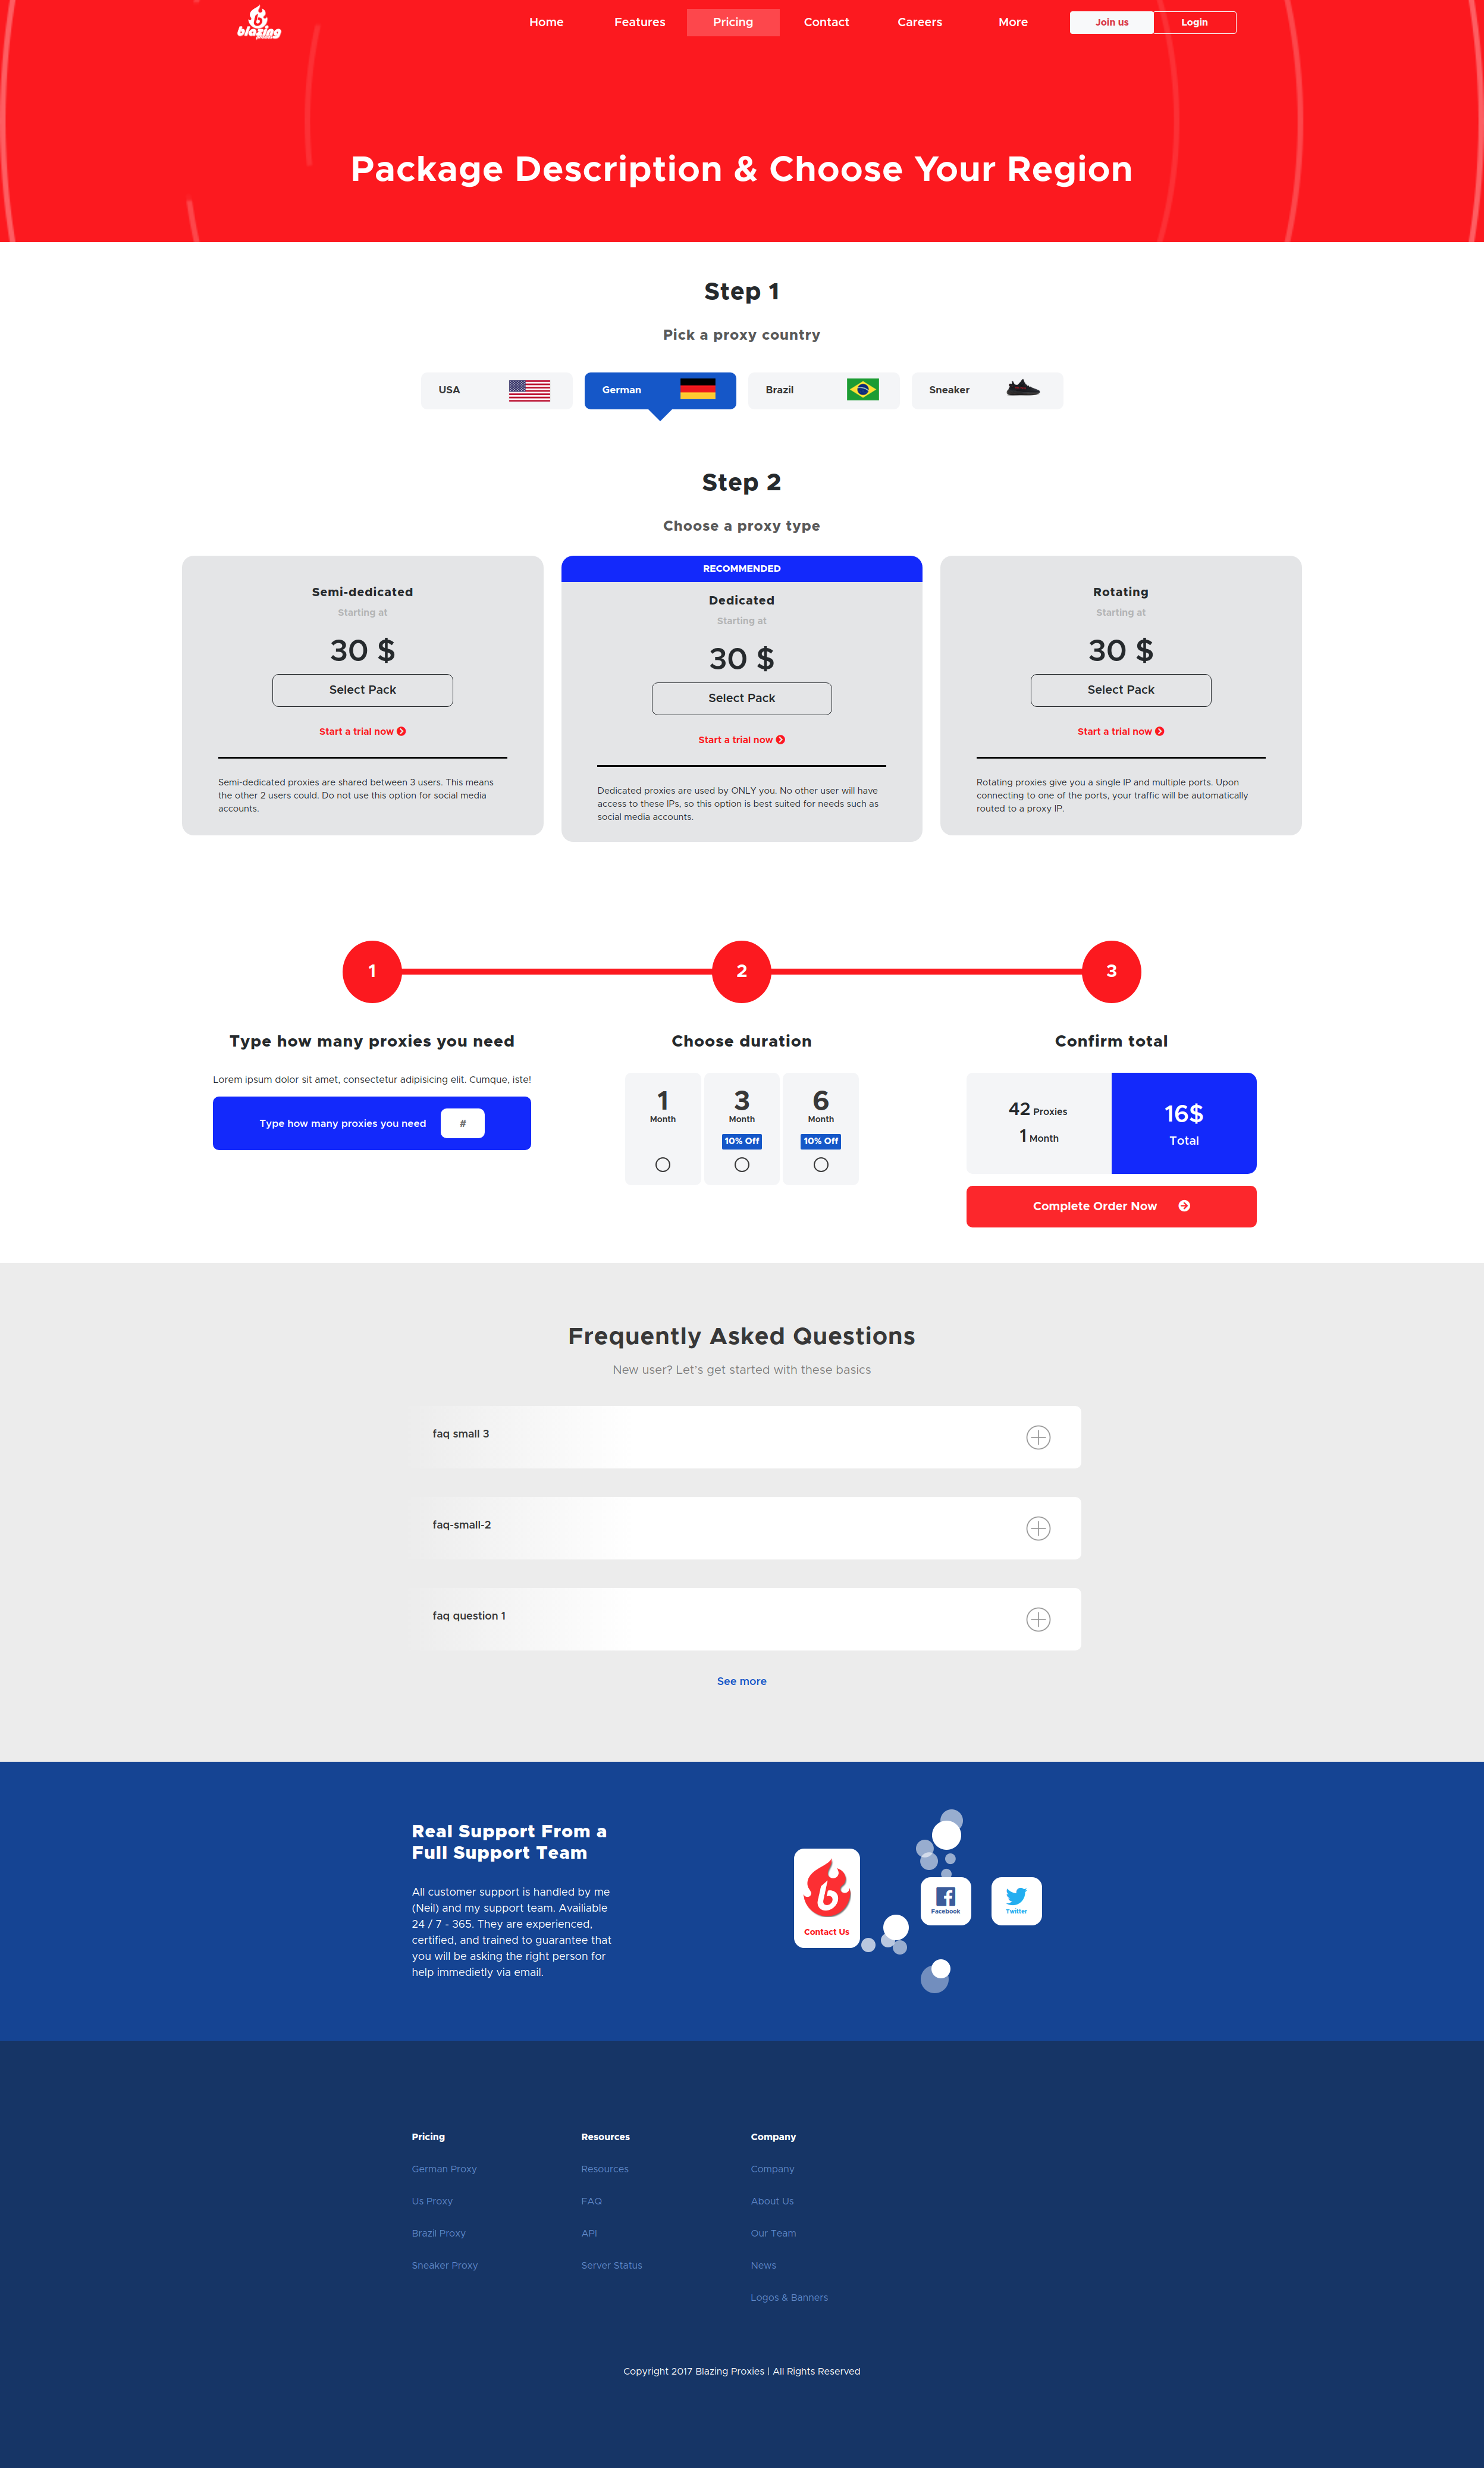 blazing
Home Features Pricing Contact Careers More Join us Login
Package Description & Choose Your Region
Step 1
Pick a proxy country
USA German Brazil Sneaker
Step 2
Choose a proxy type
Semi-dedicated
Starting at
30 $
Select Pack
Start a trial now
Semi-dedicated proxies are shared between 3 users. This means
the other 2 users could. Do not use this option for social media
accounts.
RECOMMENDED
Dedicated
Starting at
30 $
Select Pack
Start a trial now
Dedicated proxies are used by ONLY you. No other user will have
access to these IPs, so this option is best suited for needs such as
social media accounts.
Rotating
Starting at
30 $
Select Pack
Start a trial now
Rotating proxies give you a single IP and multiple ports. Upon
connecting to one of the ports, your traffic will be automatically
routed to a proxy IP.
1
Type how many proxies you need
Lorem ipsum dolor sit amet, consectetur adipisicing elit. Cumque, iste!
Type how many proxies you need #
2
Choose duration
1
Month
3
Month
10% Off
6
Month
10% Off
3
Confirm total
42 Proxies
1 Month
16$
Total
Complete Order Now
Frequently Asked Questions
New user? Let's get started with these basics
faq small 3
faq-small-2
faq question 1
See more
Real Support From a
Full Support Team
All customer support is handled by me
(Neil) and my support team. Availiable
24 / 7 - 365. They are experienced,
certified, and trained to guarantee that
you will be asking the right person for
help immedietly via email.
Contact Us
Facebook
Twitter
Pricing
German Proxy
Us Proxy
Brazil Proxy
Sneaker Proxy
Resources
Resources
FAQ
API
Server Status
Company
Company
About Us
Our Team
News
Logos & Banners
Copyright 2017 Blazing Proxies | All Rights Reserved